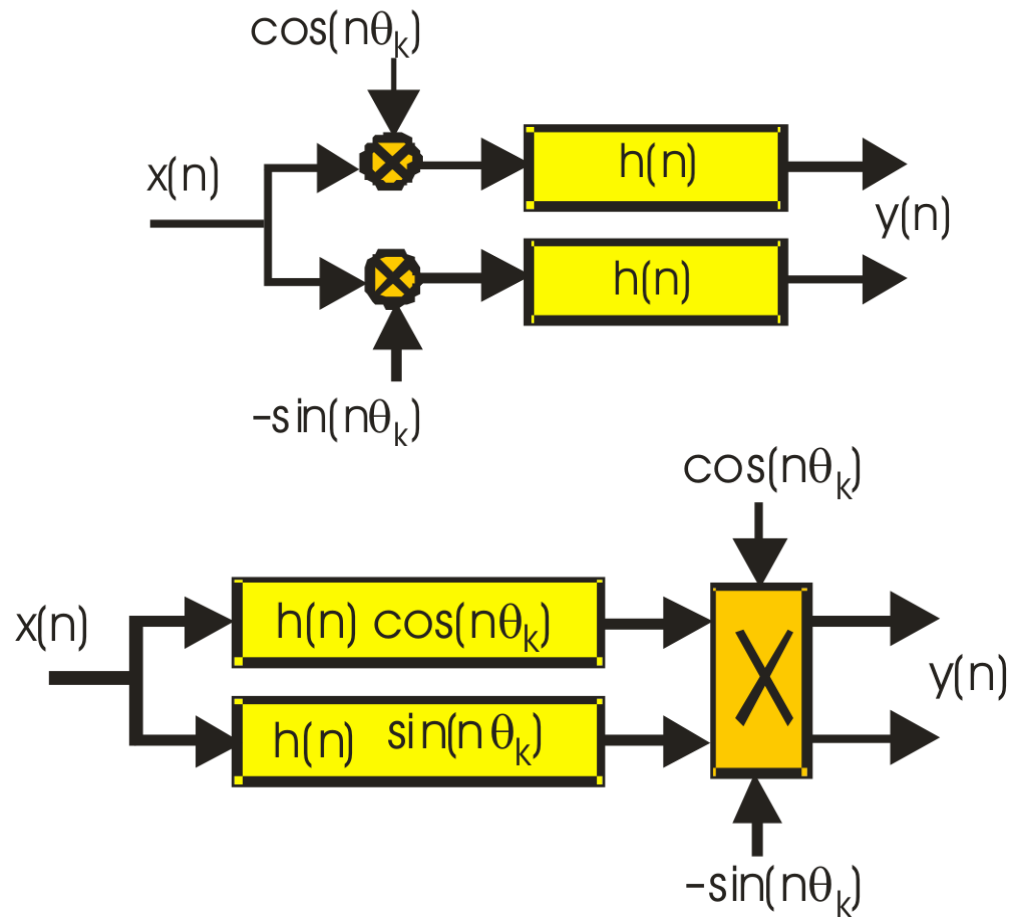 cos(nθₖ)
x(n)
h(n)
y(n)
h(n)
-sin(nθₖ)
cos(nθₖ)
x(n)
h(n) cos(nθₖ)
y(n)
h(n) sin(nθₖ)
-sin(nθₖ)